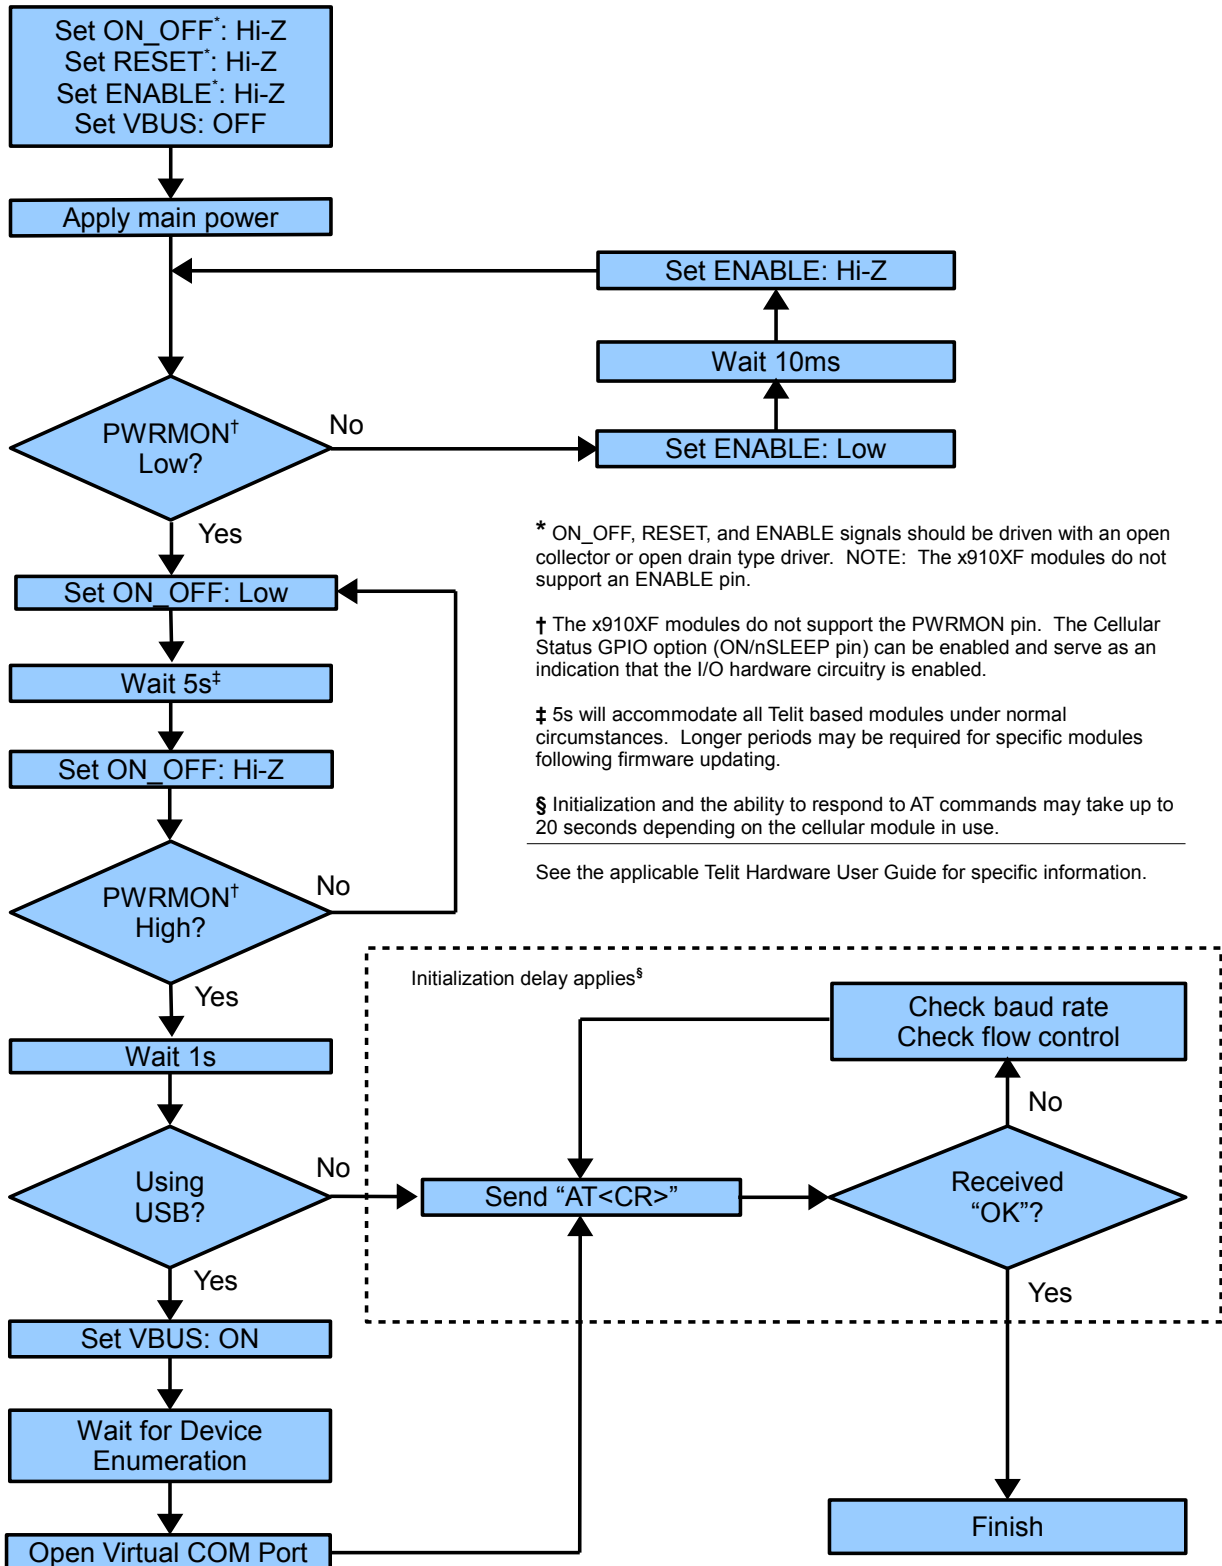 Set ON_OFF*: Hi-Z
Set RESET*: Hi-Z
Set ENABLE*: Hi-Z
Set VBUS: OFF
Apply main power
Set ENABLE: Hi-Z
Wait 10ms
Set ENABLE: Low
PWRMON†
Low?
No
Yes
Set ON_OFF: Low
Wait 5s‡
Set ON_OFF: Hi-Z
PWRMON†
High?
No
Yes
* ON_OFF, RESET, and ENABLE signals should be driven with an open
collector or open drain type driver.  NOTE:  The x910XF modules do not
support an ENABLE pin.
† The x910XF modules do not support the PWRMON pin.  The Cellular
Status GPIO option (ON/nSLEEP pin) can be enabled and serve as an
indication that the I/O hardware circuitry is enabled.
‡ 5s will accommodate all Telit based modules under normal
circumstances.  Longer periods may be required for specific modules
following firmware updating.
§ Initialization and the ability to respond to AT commands may take up to
20 seconds depending on the cellular module in use.
See the applicable Telit Hardware User Guide for specific information.
Wait 1s
Using
USB?
No
Yes
Initialization delay applies§
Check baud rate
Check flow control
No
Send “AT<CR>”
Received
“OK”?
Yes
Set VBUS: ON
Wait for Device
Enumeration
Open Virtual COM Port
Finish